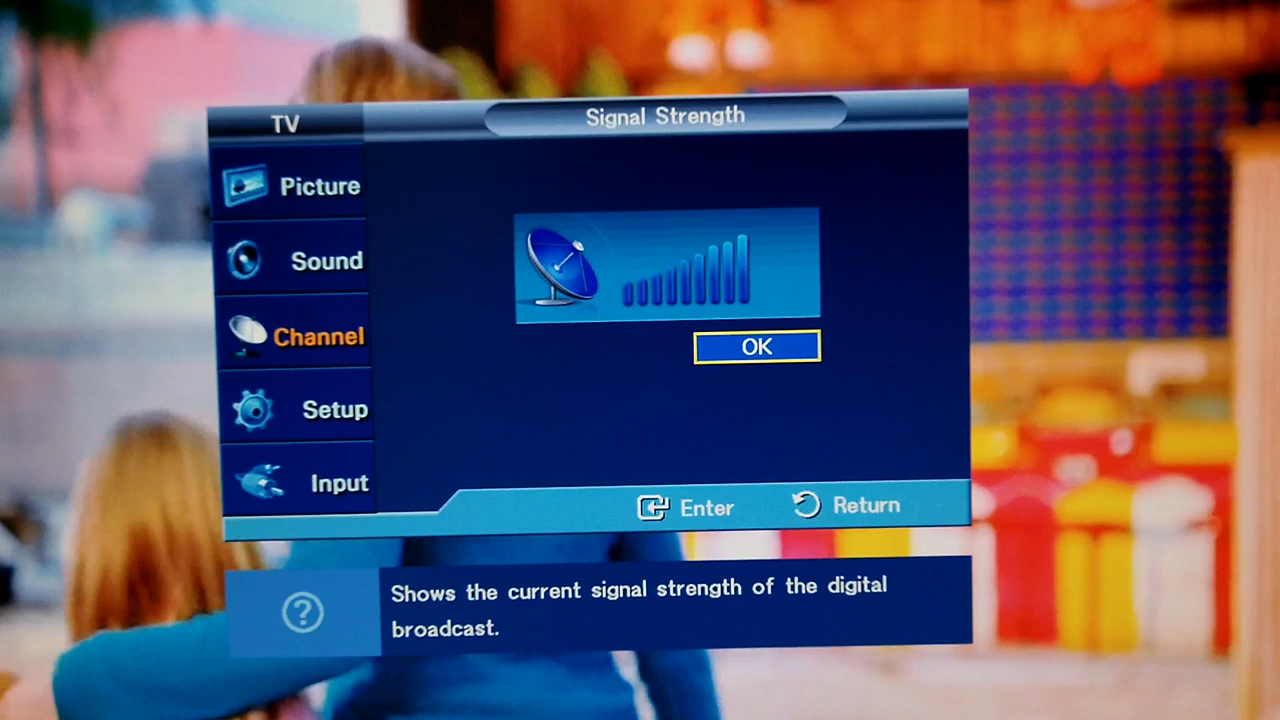 TV
Signal Strength
Picture
Sound
Channel
Setup
Input
OK
Enter
Return
?
Shows the current signal strength of the digital
broadcast.